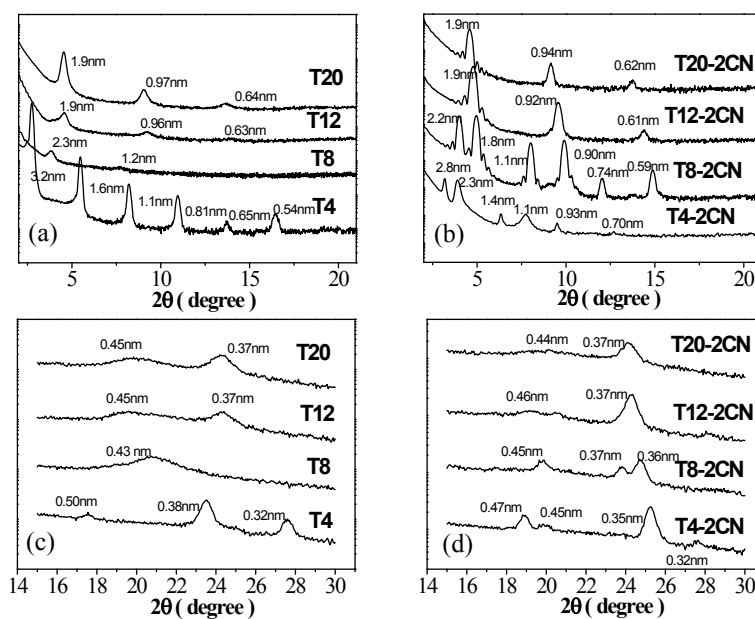 1.9nm
0.97nm
0.64nm
T20
1.9nm
0.96nm
0.63nm
T12
2.3nm
1.2nm
T8
3.2nm
1.6nm
1.1nm
0.81nm
0.65nm
0.54nm
T4
(a)
5 10 15 20
2θ ( degree )
1.9nm
0.94nm
0.62nm
T20-2CN
1.9nm
0.92nm
0.61nm
T12-2CN
2.2nm
1.8nm
1.1nm
0.90nm
0.74nm
0.59nm
T8-2CN
2.8nm
2.3nm
1.4nm
1.1nm
0.93nm
0.70nm
T4-2CN
(b)
5 10 15 20
2θ ( degree )
0.45nm
0.37nm
T20
0.45nm
0.37nm
T12
0.43 nm
T8
0.50nm
0.38nm
0.32nm
T4
(c)
14 16 18 20 22 24 26 28 30
2θ ( degree )
0.44nm
0.37nm
T20-2CN
0.46nm
0.37nm
T12-2CN
0.45nm
0.37nm
0.36nm
T8-2CN
0.47nm
0.45nm
0.35nm
0.32nm
T4-2CN
(d)
14 16 18 20 22 24 26 28 30
2θ ( degree )